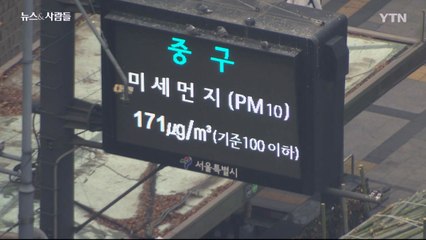 뉴스&사람들
YTN
중구
미세먼지(PM10)
171㎍/㎥(기준100이하)
서울특별시